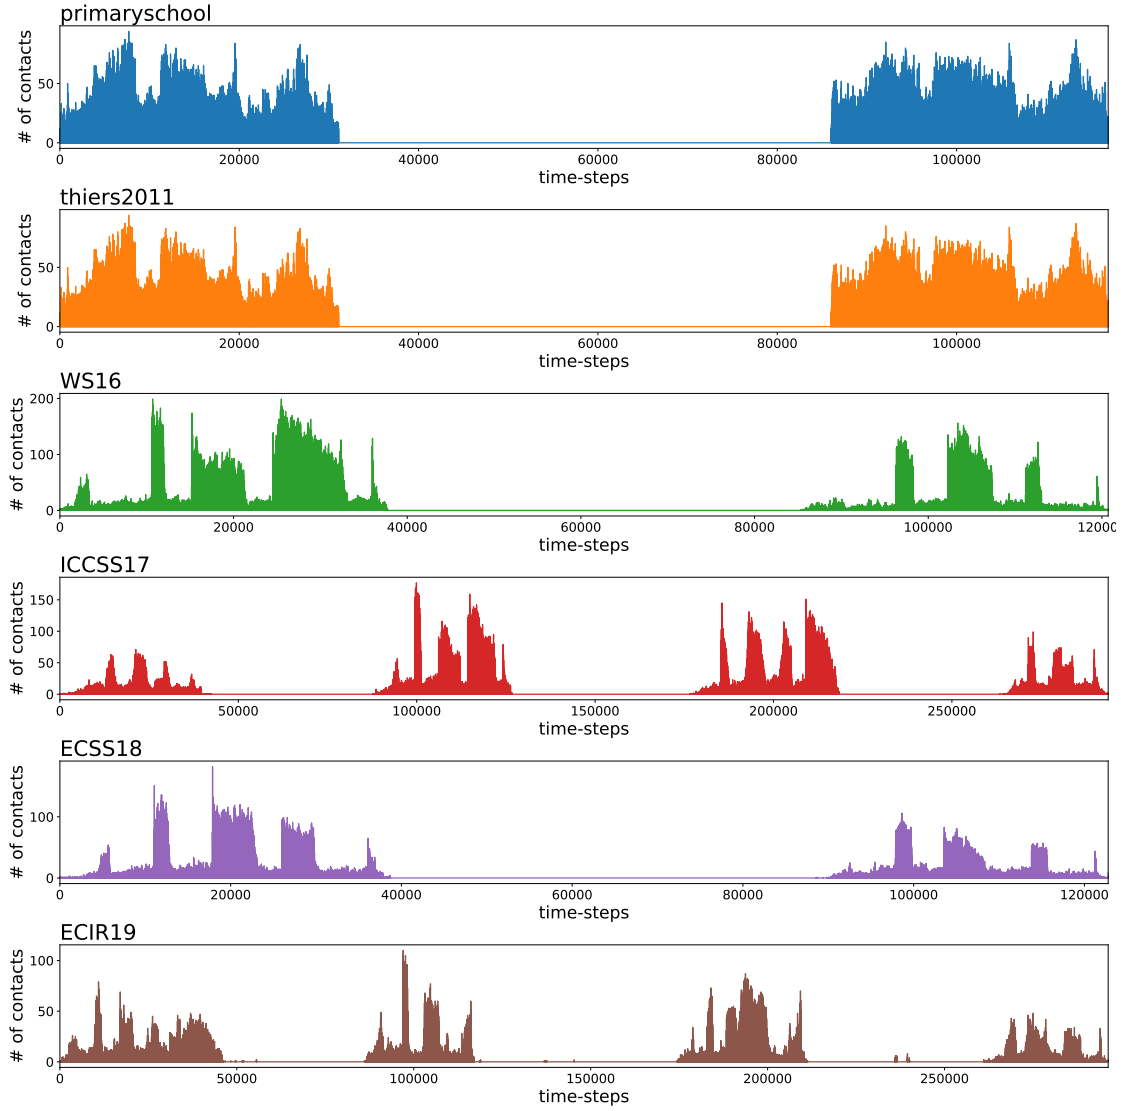 primaryschool
# of contacts
50
0
0 20000 40000 60000 80000 100000
time-steps
thiers2011
# of contacts
50
0
0 20000 40000 60000 80000 100000
time-steps
WS16
# of contacts
200
100
0
0 20000 40000 60000 80000 100000 12000
time-steps
ICCSS17
# of contacts
150
100
50
0
0 50000 100000 150000 200000 250000
time-steps
ECSS18
# of contacts
100
0
0 20000 40000 60000 80000 100000 120000
time-steps
ECIR19
# of contacts
100
50
0
0 50000 100000 150000 200000 250000
time-steps